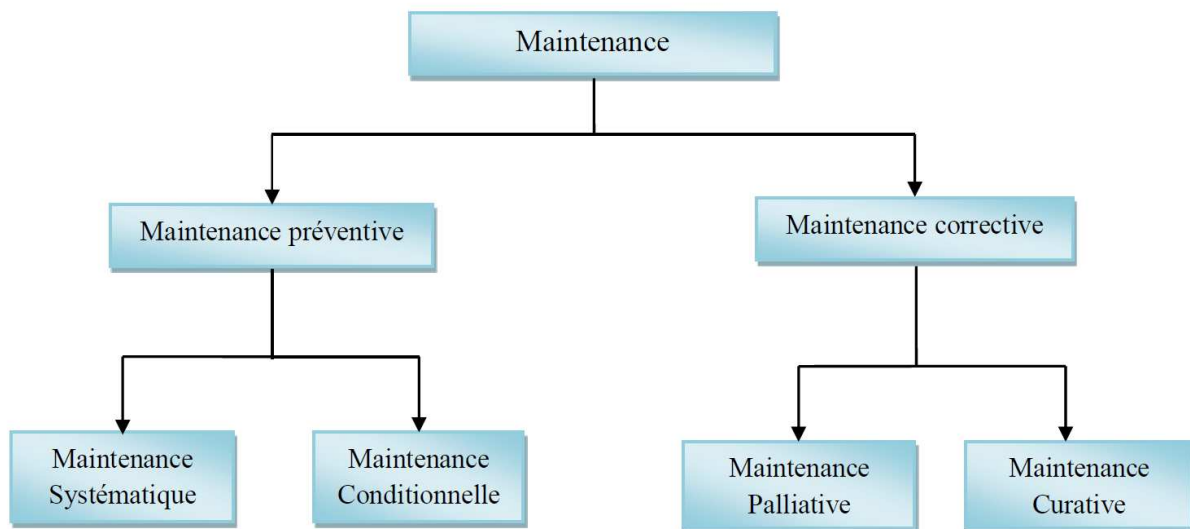 Maintenance
Maintenance préventive
Maintenance corrective
Maintenance
Systématique
Maintenance
Conditionnelle
Maintenance
Palliative
Maintenance
Curative